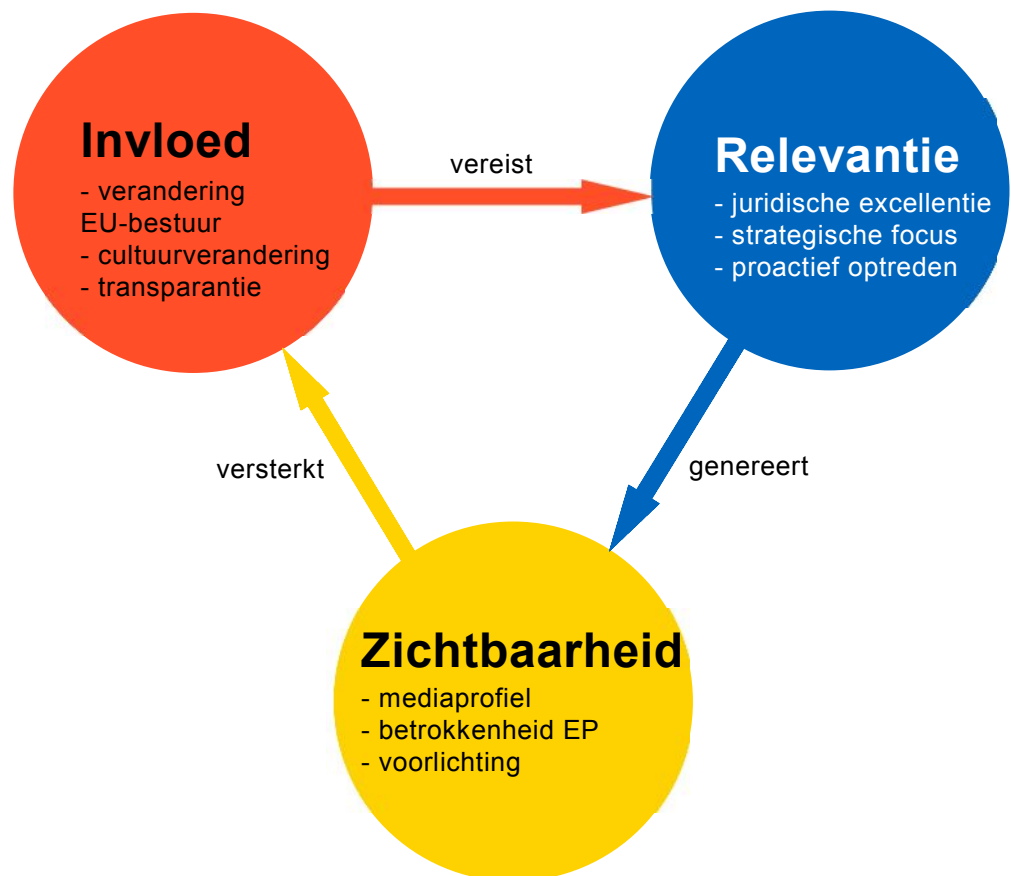 Invloed
- verandering
EU-bestuur
- cultuurverandering
- transparantie
vereist
Relevantie
- juridische excellentie
- strategische focus
- proactief optreden
versterkt
genereert
Zichtbaarheid
- mediaprofiel
- betrokkenheid EP
- voorlichting